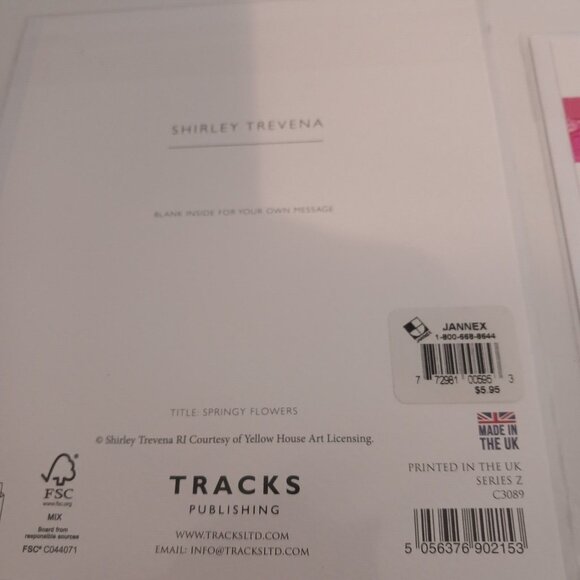 SHIRLEY TREVENA
BLANK INSIDE FOR YOUR OWN MESSAGE
JANNEX
1-800-668-8644
7 72981 00595 3
$5.95
TITLE: SPRINGY FLOWERS
© Shirley Trevena RI Courtesy of Yellow House Art Licensing.
MADE IN
THE UK
PRINTED IN THE UK
SERIES Z
C3089
FSC
www.fsc.org
MIX
Board from
responsible sources
FSC® C044071
TRACKS
PUBLISHING
WWW.TRACKSLTD.COM
EMAIL: INFO@TRACKSLTD.COM
5 056376 902153